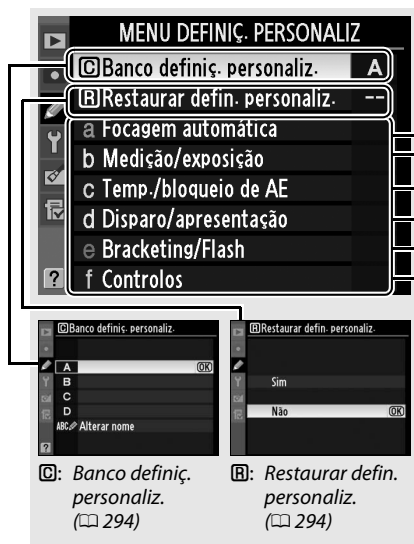 MENU DEFINIÇ. PERSONALIZ
C Banco definiç. personaliz. A
R Restaurar defin. personaliz. --
a Focagem automática
b Medição/exposição
c Temp./bloqueio de AE
d Disparo/apresentação
e Bracketing/Flash
f Controlos
?
C Banco definiç. personaliz.
A OK
B
C
D
ABC Alterar nome
?
R Restaurar defin. personaliz.
Sim
Não OK
C: Banco definiç.
personaliz.
(294)
R: Restaurar defin.
personaliz.
(294)